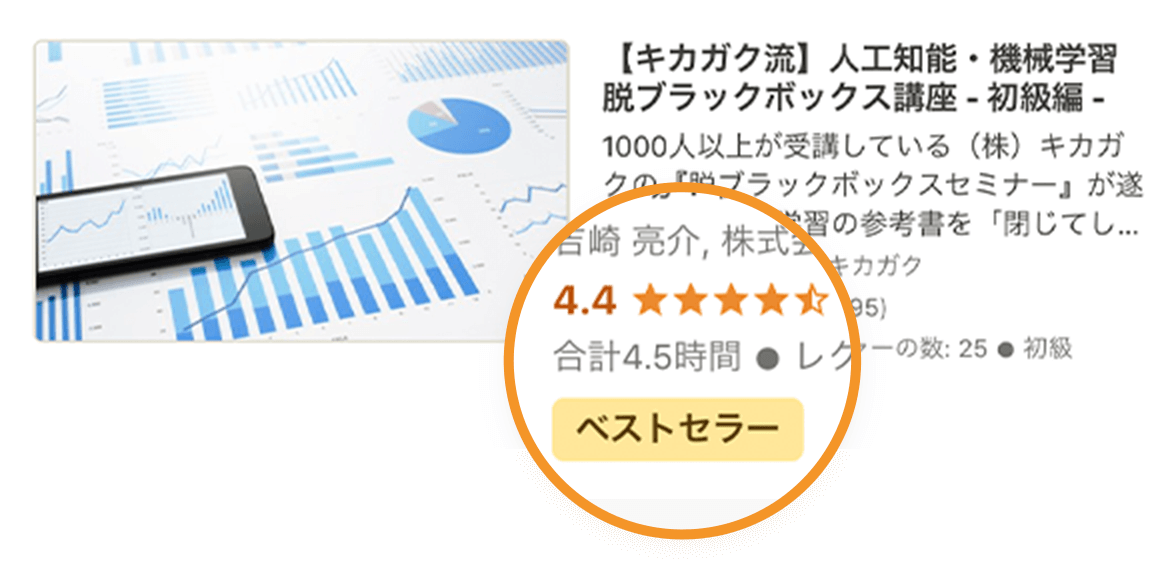 【キカガク流】人工知能・機械学習
脱ブラックボックス講座 - 初級編 -
1000人以上が受講している（株）キカガ
クの『脱ブラックボックスセミナー』が遂
学習の参考書を「閉じてし...
吉崎 亮介, 株式会
キカガク
4.4
95)
合計4.5時間 ● レク
ーの数: 25 ● 初級
ベストセラー